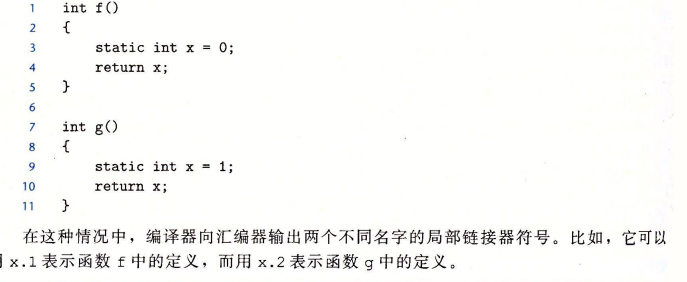 1 int f()
2 {
3 static int x = 0;
4 return x;
5 }
6
7 int g()
8 {
9 static int x = 1;
10 return x;
11 }
在这种情况中，编译器向汇编器输出两个不同名字的局部链接器符号。比如，它可以
x.1 表示函数 f 中的定义，而用 x.2 表示函数 g 中的定义。